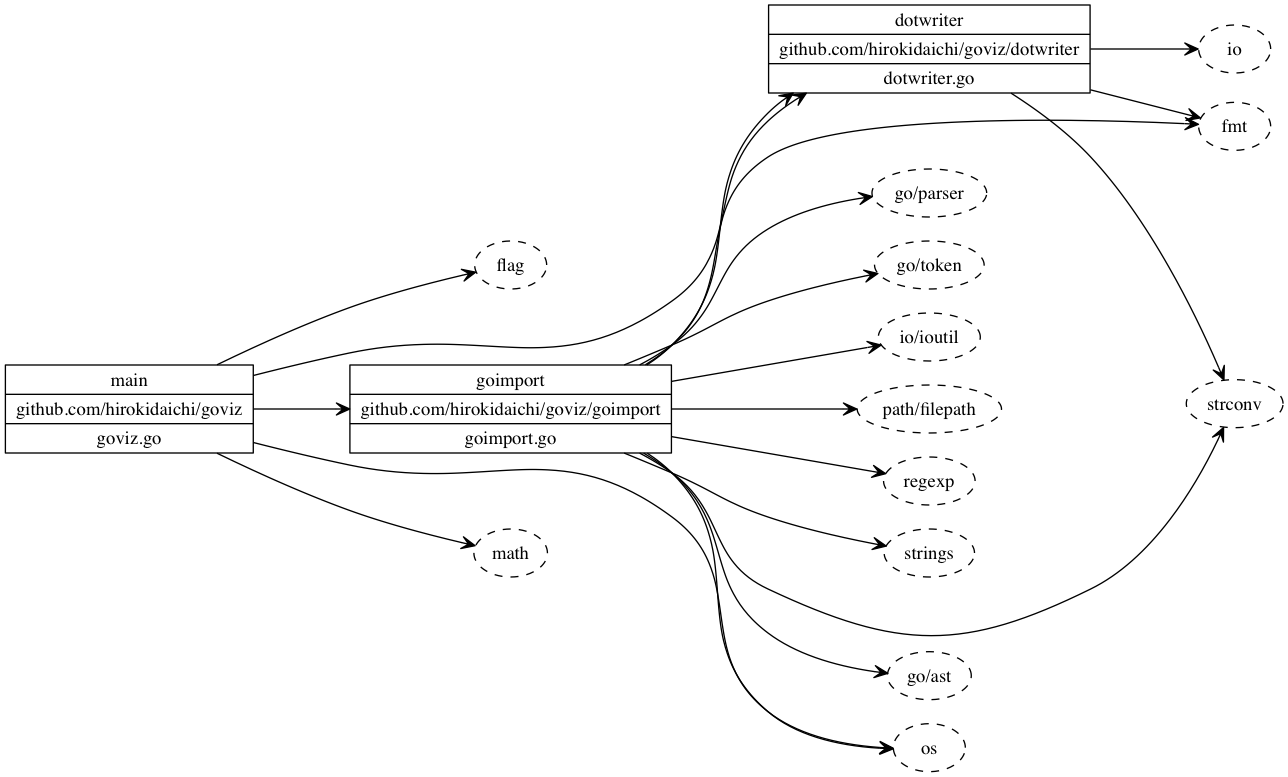 dotwriter
github.com/hirokidaichi/goviz/dotwriter
dotwriter.go
io
fmt
go/parser
go/token
flag
io/ioutil
main
github.com/hirokidaichi/goviz
goviz.go
goimport
github.com/hirokidaichi/goviz/goimport
goimport.go
path/filepath
strconv
regexp
strings
math
go/ast
os